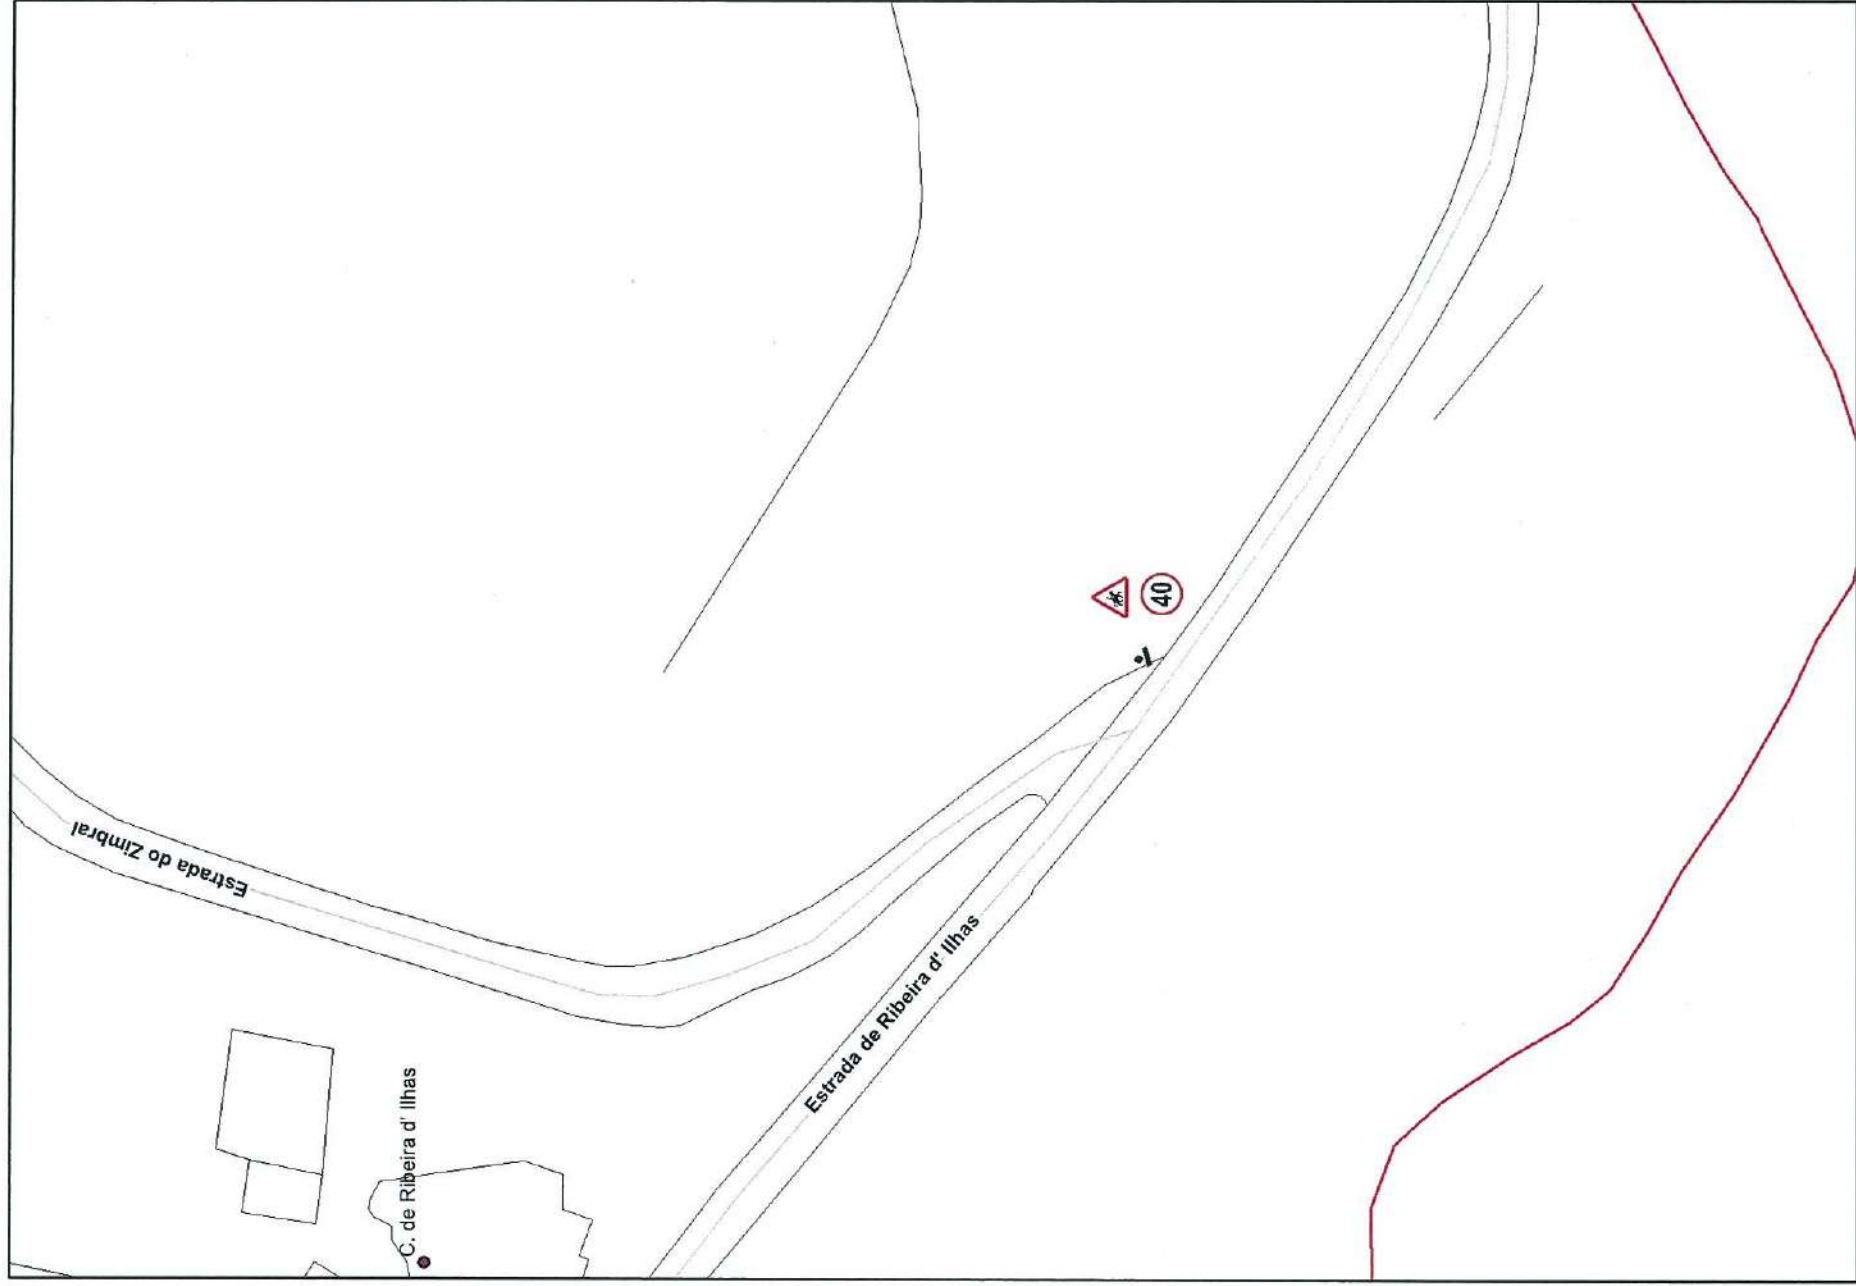 Estrada do Zimbral
C. de Ribeira d' Ilhas
Estrada de Ribeira d' Ilhas
40